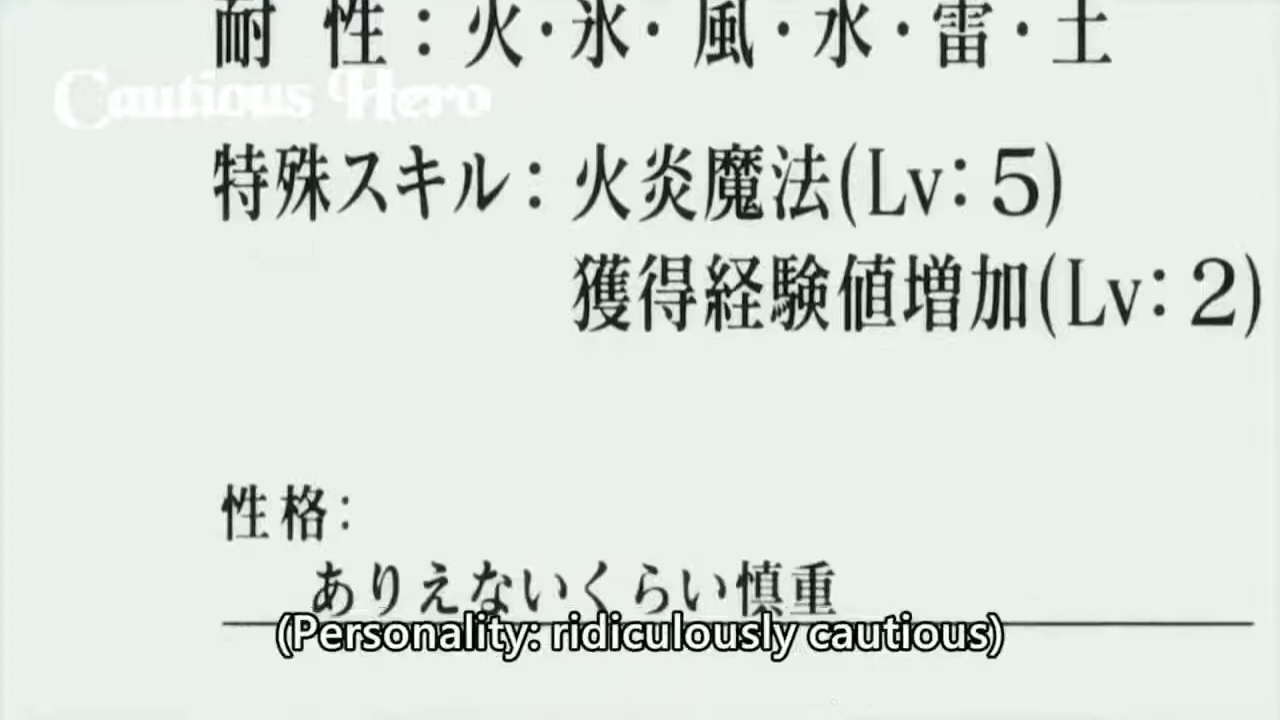 耐 性：火・氷・風・水・雷・土
Cautious Hero
特殊スキル：火炎魔法(Lv：5)
獲得経験値増加(Lv：2)
性格：
ありえないくらい慎重
(Personality: ridiculously cautious)